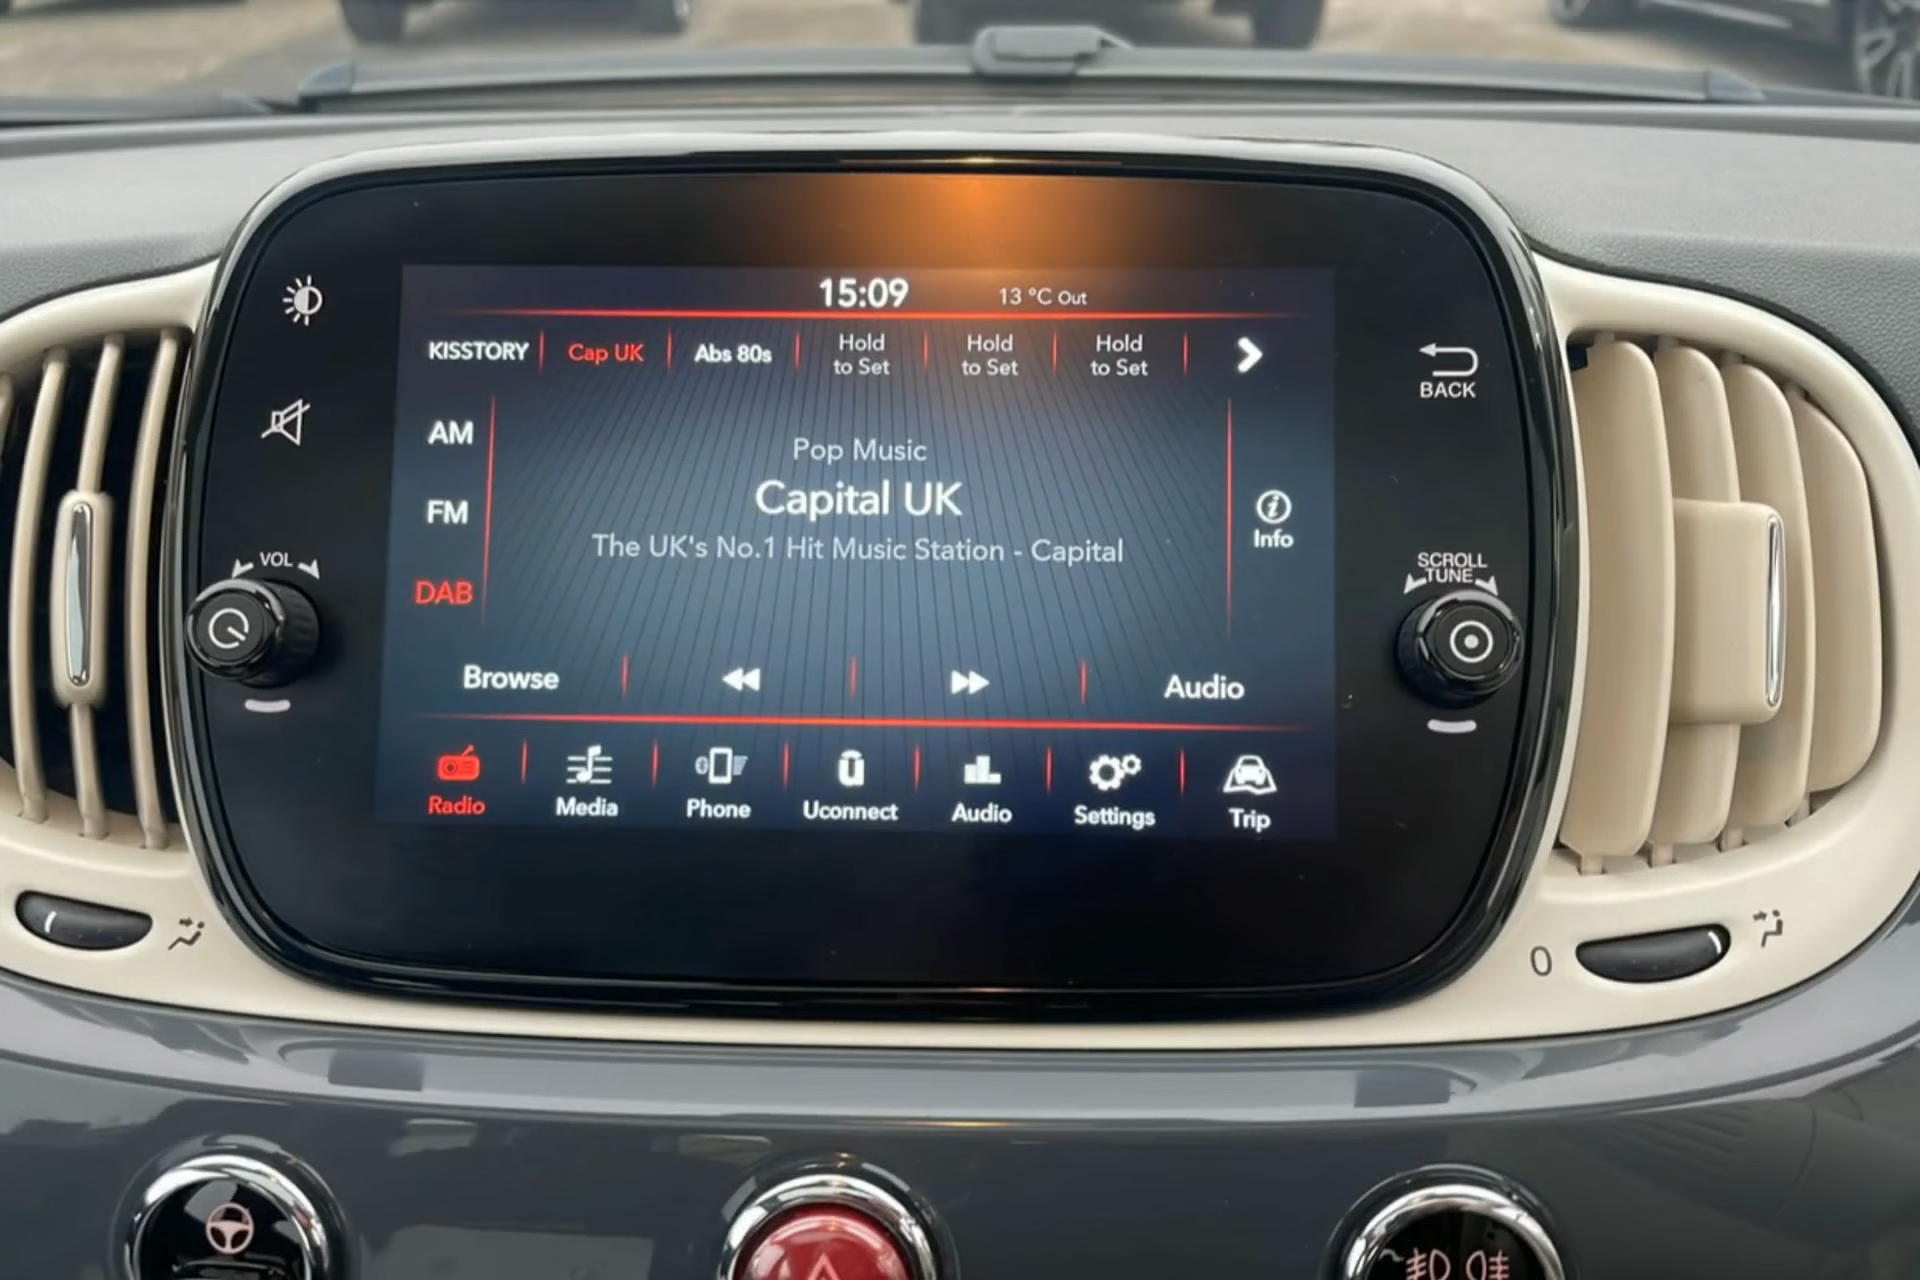 15:09 13 °C Out
KISSTORY Cap UK Abs 80s Hold to Set Hold to Set Hold to Set
BACK
AM
Pop Music
FM
Capital UK
Info
The UK's No.1 Hit Music Station - Capital
VOL
SCROLL
TUNE
DAB
Browse Audio
Radio Media Phone Uconnect Audio Settings Trip
0